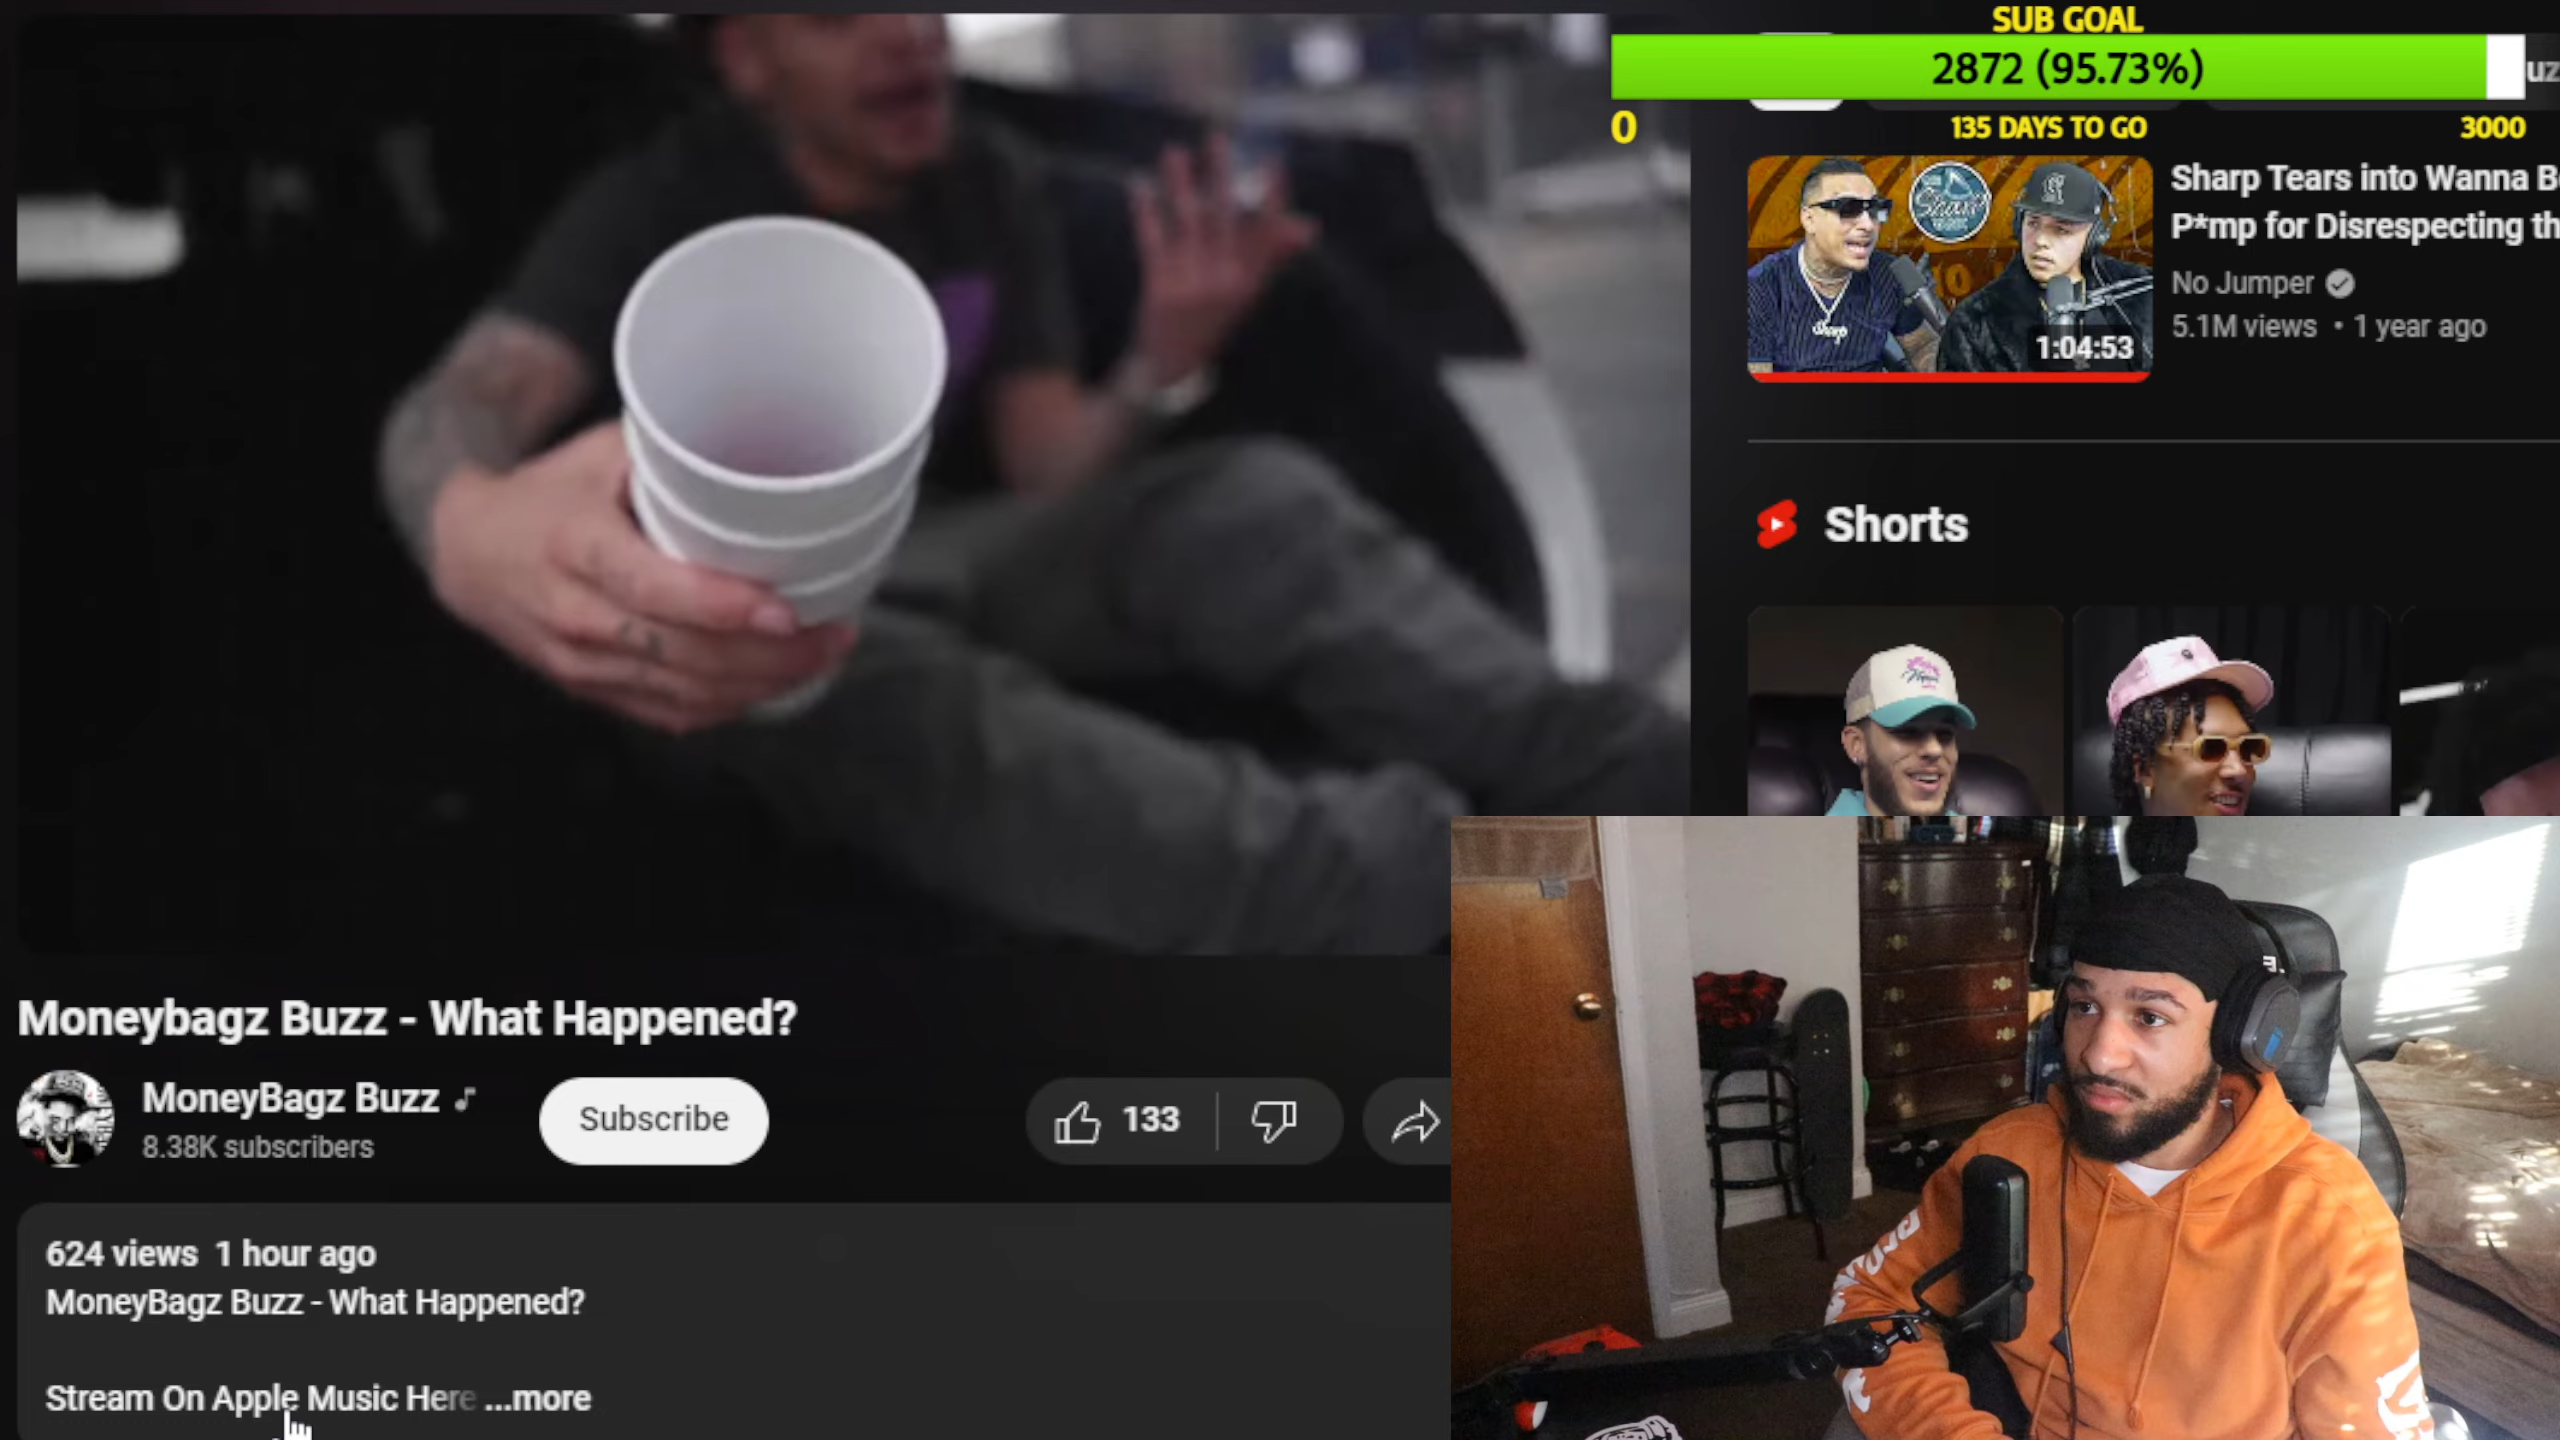 SUB GOAL
2872 (95.73%)
0
135 DAYS TO GO
3000
Sharp Tears into Wanna B
P*mp for Disrespecting th
No Jumper
5.1M views • 1 year ago
Sharp
1:04:53
Shorts
Moneybagz Buzz - What Happened?
MoneyBagz Buzz
8.38K subscribers
Subscribe
133
624 views 1 hour ago
MoneyBagz Buzz - What Happened?
Stream On Apple Music Here ...more